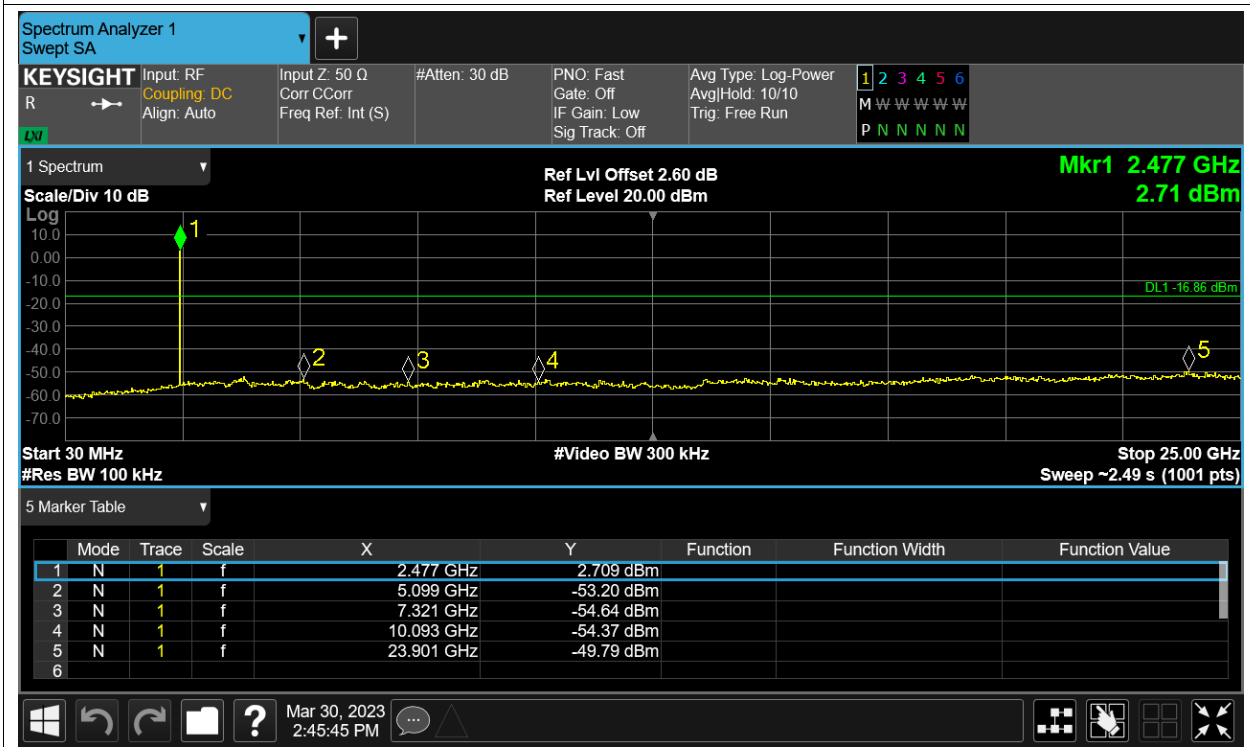 Spectrum Analyzer 1
Swept SA
KEYSIGHT Input: RF Input Z: 50 Ω #Atten: 30 dB PNO: Fast Avg Type: Log-Power 1 2 3 4 5 6
R Coupling: DC Corr CCorr Gate: Off Avg|Hold: 10/10 M W W W W W
Align: Auto Freq Ref: Int (S) IF Gain: Low Trig: Free Run
LXI Sig Track: Off P N N N N N
1 Spectrum Ref Lvl Offset 2.60 dB Mkr1 2.477 GHz
Scale/Div 10 dB Ref Level 20.00 dBm 2.71 dBm
Log
10.0 1
0.00
-10.0
DL1 -16.86 dBm
-20.0
-30.0
-40.0 2 3 4 5
-50.0
-60.0
-70.0
Start 30 MHz #Video BW 300 kHz Stop 25.00 GHz
#Res BW 100 kHz Sweep ~2.49 s (1001 pts)
5 Marker Table
Mode Trace Scale X Y Function Function Width Function Value
1 N 1 f 2.477 GHz 2.709 dBm
2 N 1 f 5.099 GHz -53.20 dBm
3 N 1 f 7.321 GHz -54.64 dBm
4 N 1 f 10.093 GHz -54.37 dBm
5 N 1 f 23.901 GHz -49.79 dBm
6
? Mar 30, 2023
2:45:45 PM